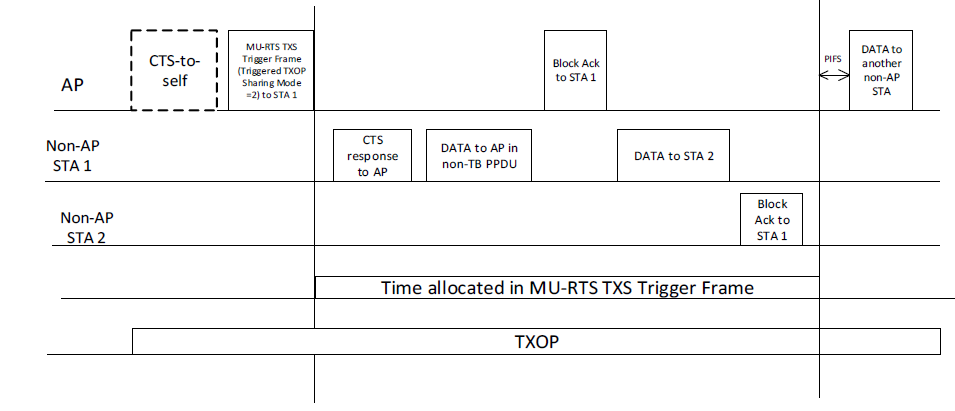 AP
CTS-to-
self
MU-RTS TXS
Trigger Frame
(Triggered TXOP
Sharing Mode
=2) to STA 1
Block Ack
to STA 1
PIFS
DATA to
another
non-AP
STA
Non-AP
STA 1
CTS
response
to AP
DATA to AP in
non-TB PPDU
DATA to STA 2
Non-AP
STA 2
Block
Ack to
STA 1
Time allocated in MU-RTS TXS Trigger Frame
TXOP